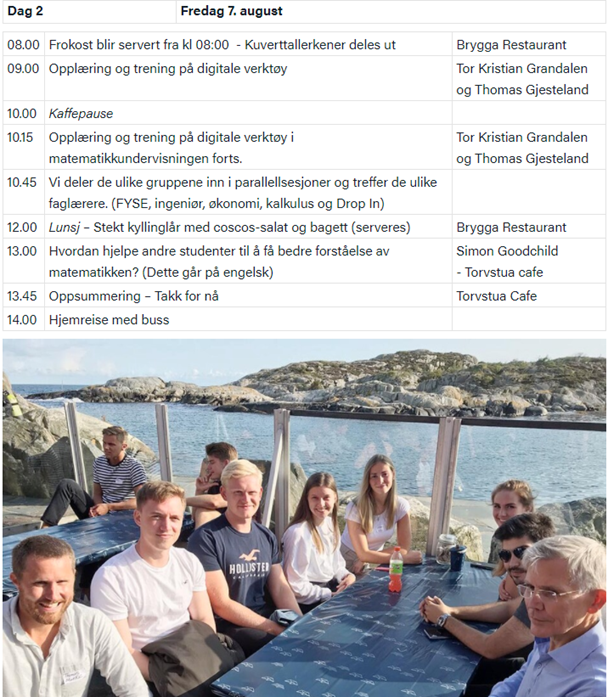 Dag 2 Fredag 7. august
08.00 Frokost blir servert fra kl 08:00 - Kuverttallerkener deles ut Brygga Restaurant
09.00 Opplæring og trening på digitale verktøy Tor Kristian Grandalen
og Thomas Gjesteland
10.00 Kaffepause
10.15 Opplæring og trening på digitale verktøy i Tor Kristian Grandalen
matematikkundervisningen forts. og Thomas Gjesteland
10.45 Vi deler de ulike gruppene inn i parallellsesjoner og treffer de ulike
faglærere. (FYSE, ingeniør, økonomi, kalkulus og Drop In)
12.00 Lunsj – Stekt kyllinglår med coscos-salat og bagett (serveres) Brygga Restaurant
13.00 Hvordan hjelpe andre studenter til å få bedre forståelse av Simon Goodchild
matematikken? (Dette går på engelsk) - Torvstua cafe
13.45 Oppsummering – Takk for nå Torvstua Cafe
14.00 Hjemreise med buss
HOLLISTER